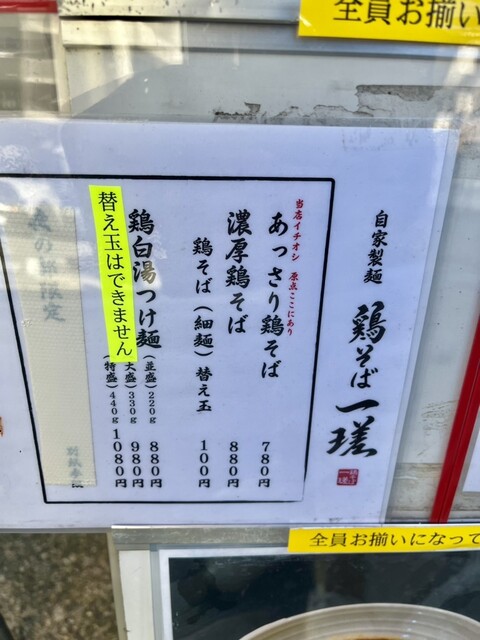 全員お揃い
自家製麺
鶏そば 一瑳
当店イチオシ 原点ここにあり
あっさり鶏そば 780円
濃厚鶏そば 880円
鶏そば(細麺)替え玉 100円
鶏白湯つけ麺
(並盛)220g 880円
大盛)330g 980円
(特盛)440g 1080円
替え玉はできません
全員お揃いになって